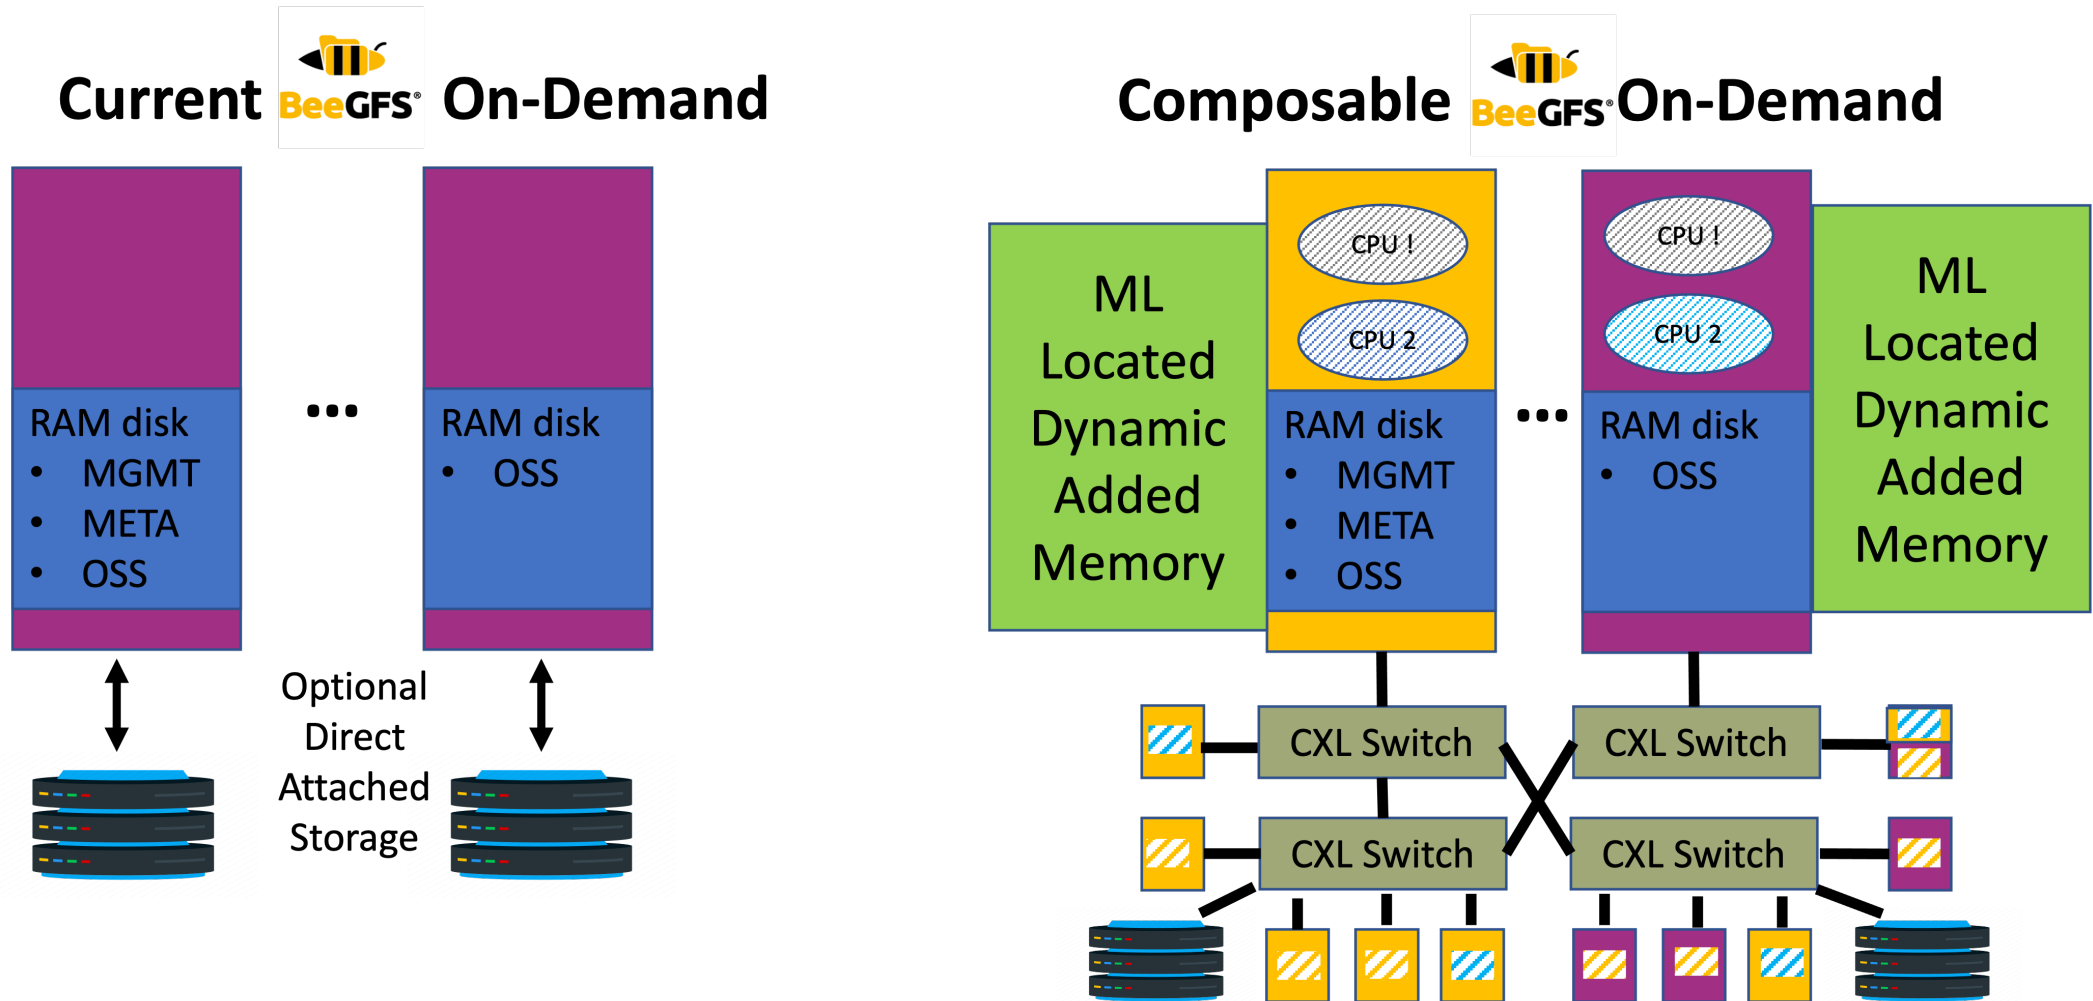 Current BeeGFS® On-Demand
RAM disk
• MGMT
• META
• OSS
...
RAM disk
• OSS
Optional
Direct
Attached
Storage
Composable BeeGFS® On-Demand
ML
Located
Dynamic
Added
Memory
CPU !
CPU 2
RAM disk
• MGMT
• META
• OSS
...
CPU !
CPU 2
RAM disk
• OSS
ML
Located
Dynamic
Added
Memory
CXL Switch
CXL Switch
CXL Switch
CXL Switch